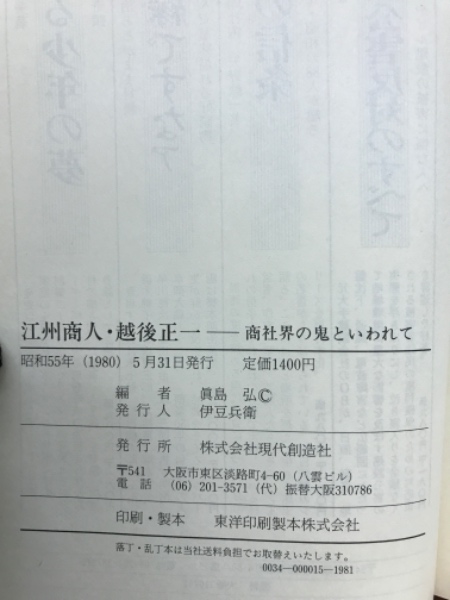 江州商人・越後正一──商社界の鬼といわれて
昭和55年(1980) 5月31日発行 定価1400円
編者 眞島 弘©
発行人 伊豆兵衛
発行所 株式会社現代創造社
〒541 大阪市東区淡路町4-60(八雲ビル)
電話 (06) 201-3571(代)振替大阪310786
印刷・製本 東洋印刷製本株式会社
落丁・乱丁本は当社送料負担でお取替えいたします。
0034―000015―1981